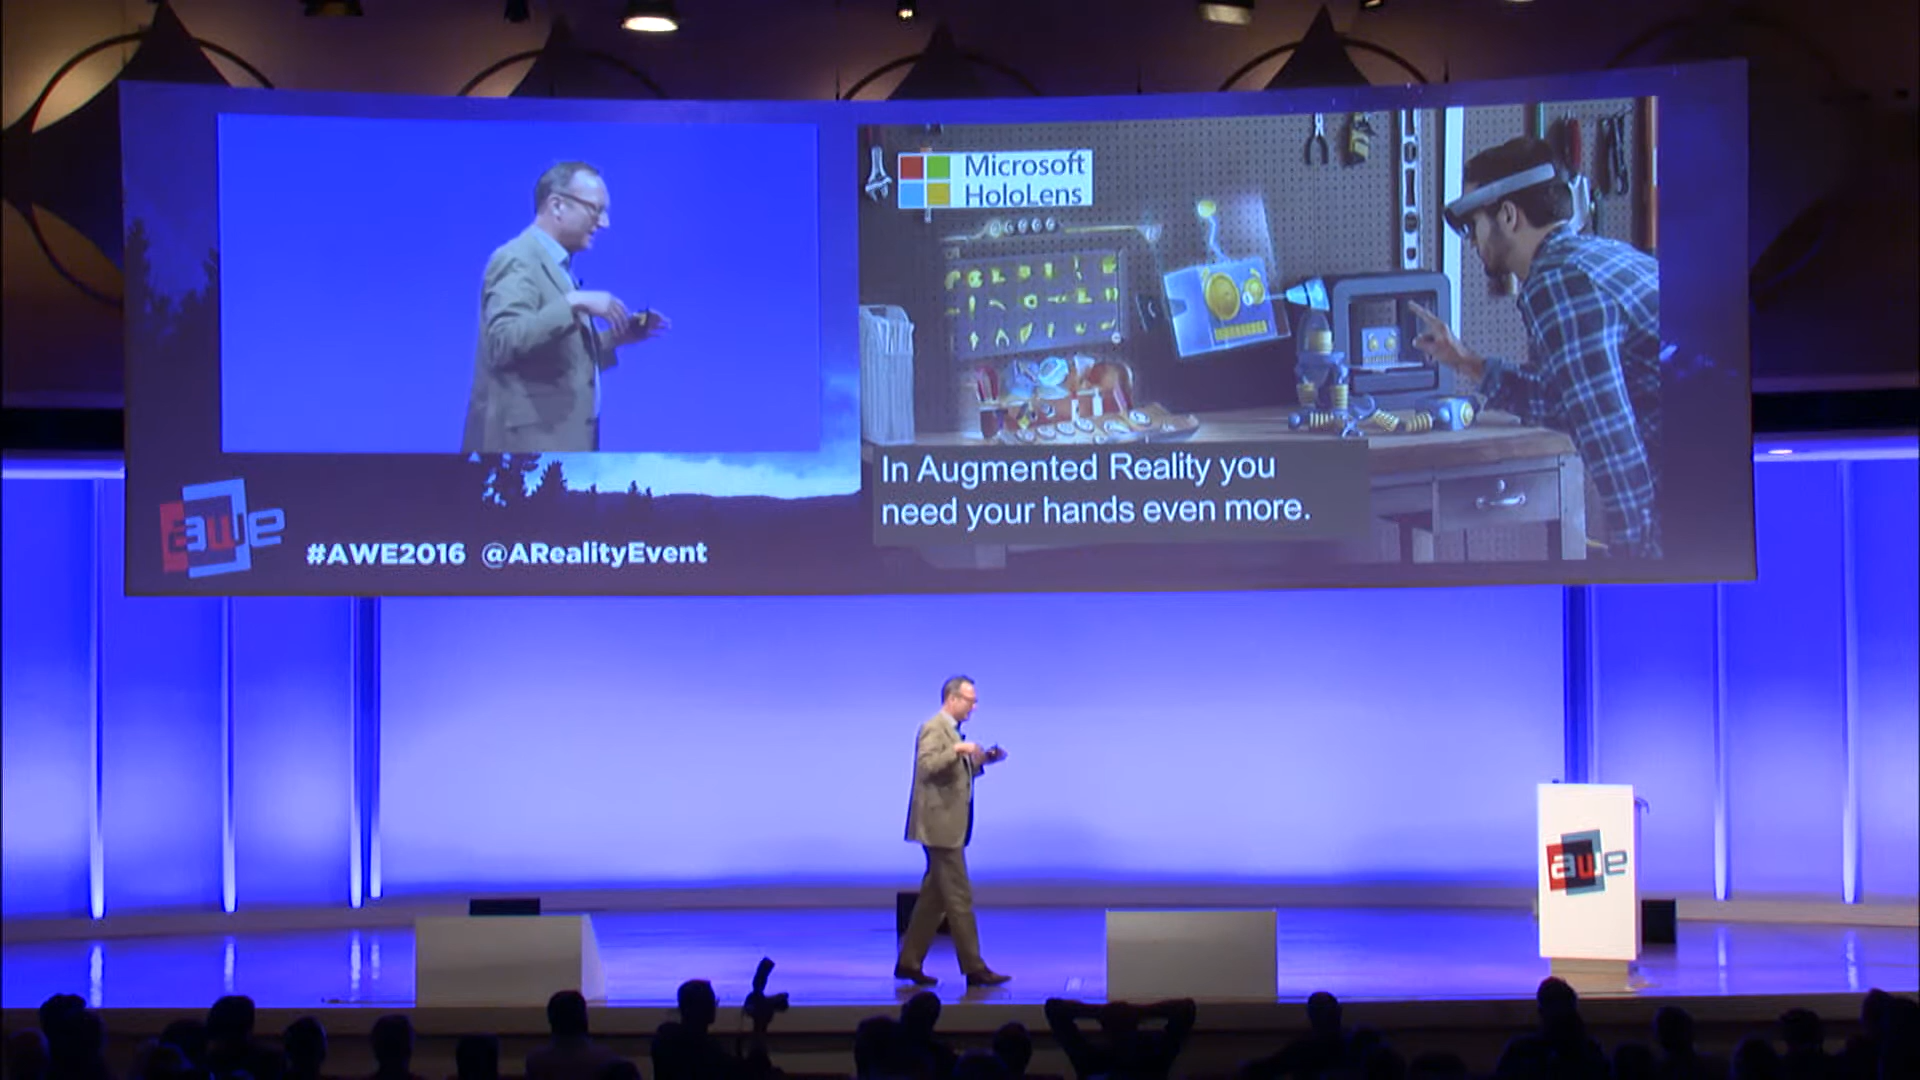 Microsoft
HoloLens
In Augmented Reality you
need your hands even more.
awe
#AWE2016 @ARealityEvent
awe